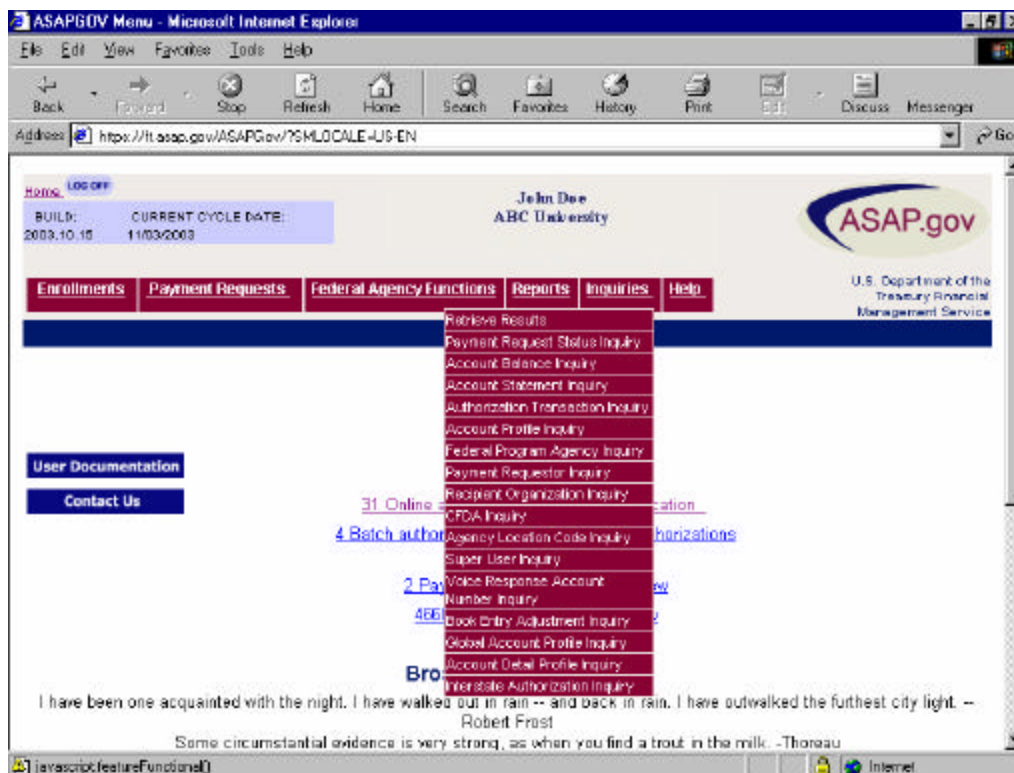 ASAPGOV Menu - Microsoft Internet Explorer
File Edit View Favorites Tools Help
Back Forward Stop Refresh Home Search Favorites History Print Edit Discuss Messenger
Address https://ft.asap.gov/ASAPGov/?SMLOCALE=US-EN Go
Home LOG OFF
John Doe
BUILD: CURRENT CYCLE DATE:
ABC University
2003.10.15 11/03/2003
ASAP.gov
U.S. Department of the
Treasury Financial
Management Service
Enrollments Payment Requests Federal Agency Functions Reports Inquiries Help
Retrieve Results
Payment Request Status Inquiry
Account Balance Inquiry
Account Statement Inquiry
Authorization Transaction Inquiry
Account Profile Inquiry
Federal Program Agency Inquiry
Payment Requestor Inquiry
Recipient Organization Inquiry
CFDA Inquiry
Agency Location Code Inquiry
Super User Inquiry
Voice Response Account
Number Inquiry
Book Entry Adjustment Inquiry
Global Account Profile Inquiry
Account Detail Profile Inquiry
Interstate Authorization Inquiry
User Documentation
Contact Us
31 Online
4 Batch horizations
2
Bro
I have been one acquainted with the night. I have walked out in rain -- and back in rain. I have outwalked the furthest city light. --
Robert Frost
Some circumstantial evidence is very strong, as when you find a trout in the milk. -Thoreau
javascript:featureFunctional() Internet